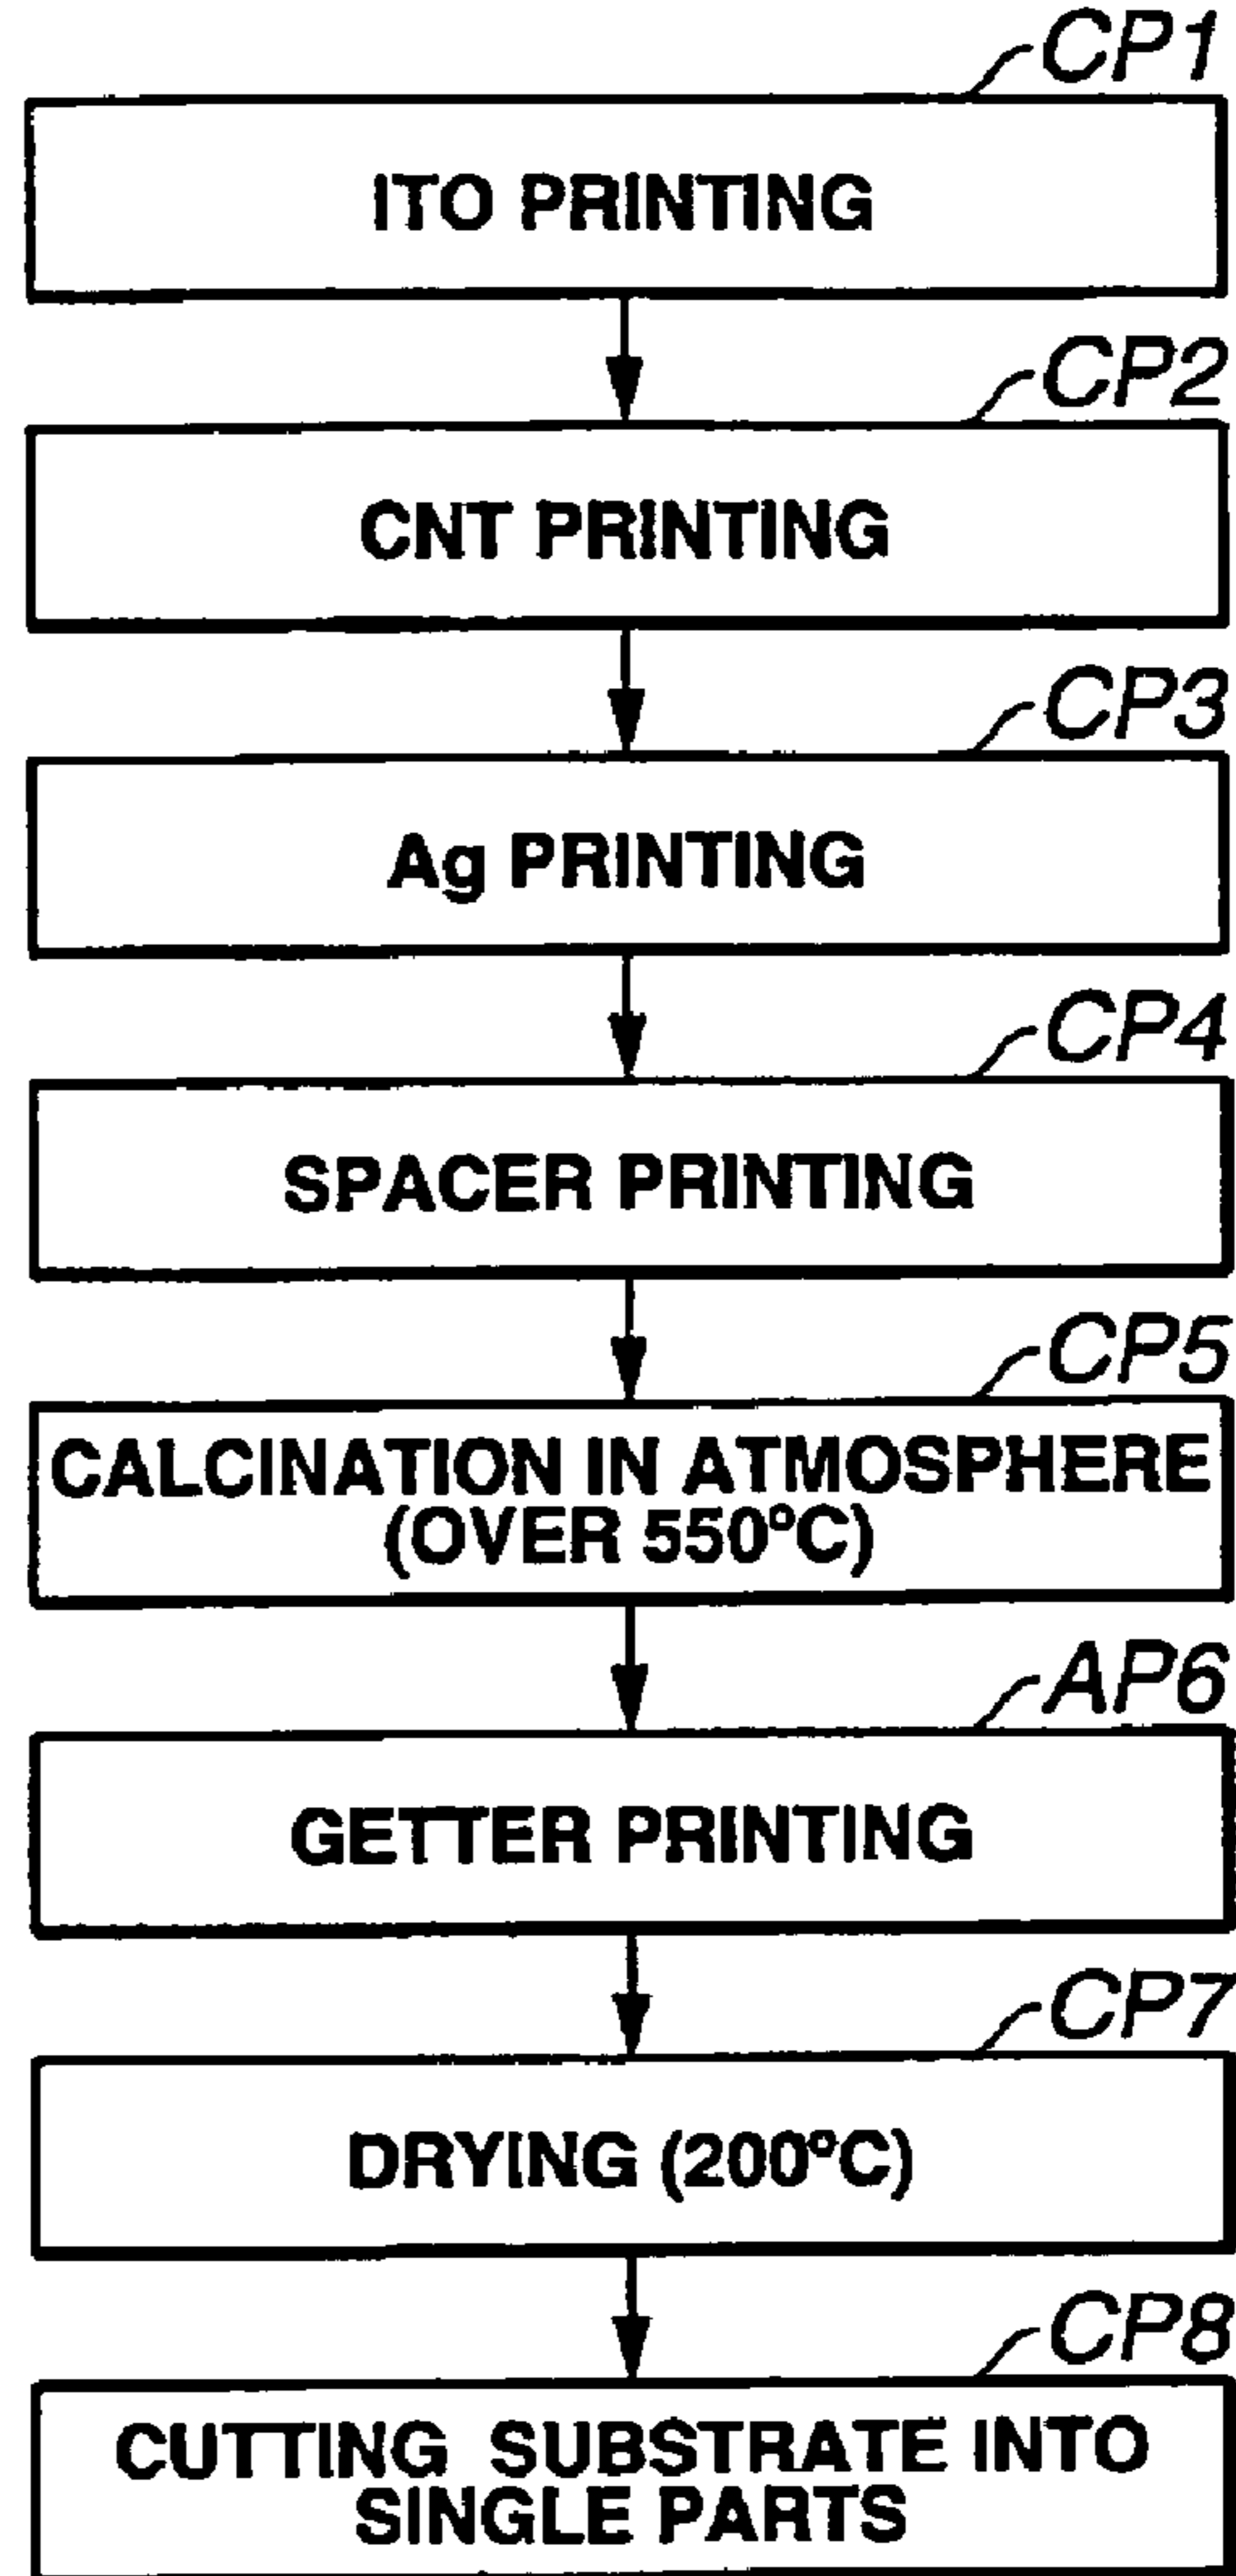 CP1
ITO PRINTING
CP2
CNT PRINTING
CP3
Ag PRINTING
CP4
SPACER PRINTING
CP5
CALCINATION IN ATMOSPHERE
(OVER 550°C)
AP6
GETTER PRINTING
CP7
DRYING (200°C)
CP8
CUTTING SUBSTRATE INTO
SINGLE PARTS